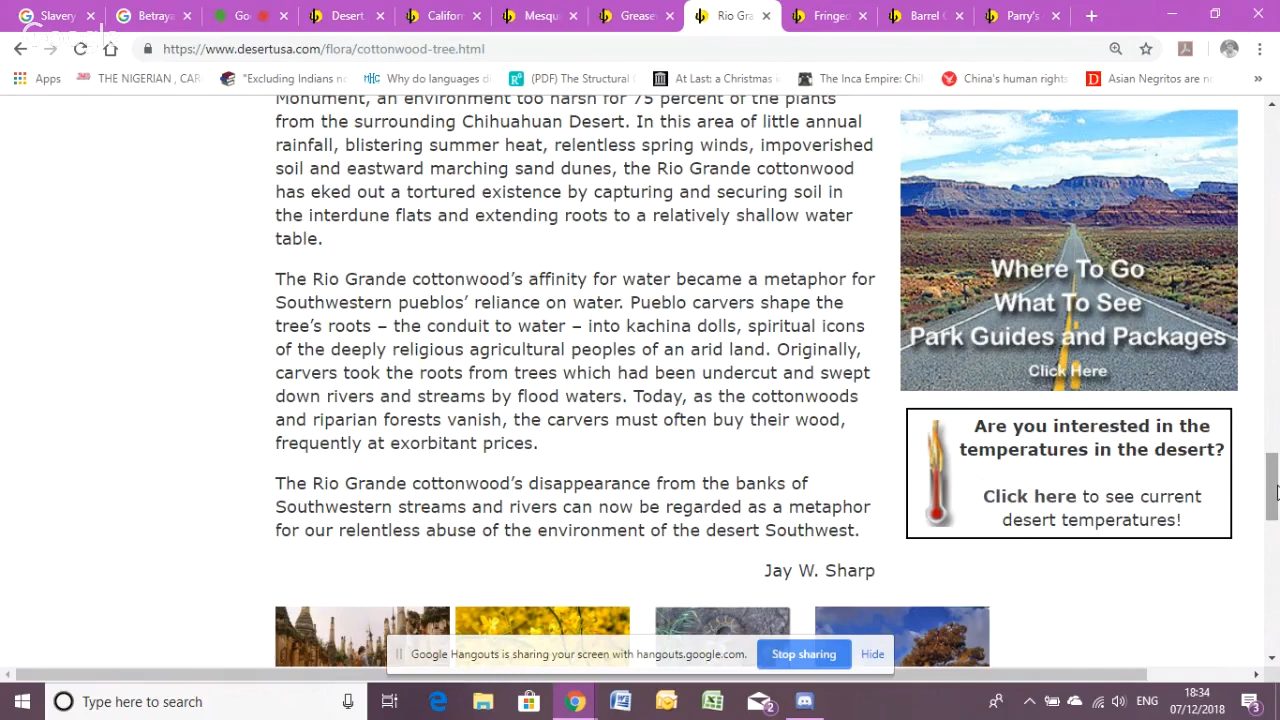 Slavery
Betraya
Goo
Desert
Californ
Mesqu
Grease
Rio Gra
Fringed
Barrel C
Parry's
https://www.desertusa.com/flora/cottonwood-tree.html
Apps
THE NIGERIAN , CAR
"Excluding Indians no
Why do languages di
(PDF) The Structural
At Last: a Christmas i
The Inca Empire: Chil
China's human rights
Asian Negritos are n
Monument, an environment too harsh for 75 percent of the plants
from the surrounding Chihuahuan Desert. In this area of little annual
rainfall, blistering summer heat, relentless spring winds, impoverished
soil and eastward marching sand dunes, the Rio Grande cottonwood
has eked out a tortured existence by capturing and securing soil in
the interdune flats and extending roots to a relatively shallow water
table.
The Rio Grande cottonwood’s affinity for water became a metaphor for
Southwestern pueblos’ reliance on water. Pueblo carvers shape the
tree’s roots – the conduit to water – into kachina dolls, spiritual icons
of the deeply religious agricultural peoples of an arid land. Originally,
carvers took the roots from trees which had been undercut and swept
down rivers and streams by flood waters. Today, as the cottonwoods
and riparian forests vanish, the carvers must often buy their wood,
frequently at exorbitant prices.
The Rio Grande cottonwood’s disappearance from the banks of
Southwestern streams and rivers can now be regarded as a metaphor
for our relentless abuse of the environment of the desert Southwest.
Jay W. Sharp
Where To Go
What To See
Park Guides and Packages
Click Here
Are you interested in the
temperatures in the desert?
Click here to see current
desert temperatures!
Google Hangouts is sharing your screen with hangouts.google.com.
Stop sharing
Hide
Type here to search
2
ENG
18:34
07/12/2018
3